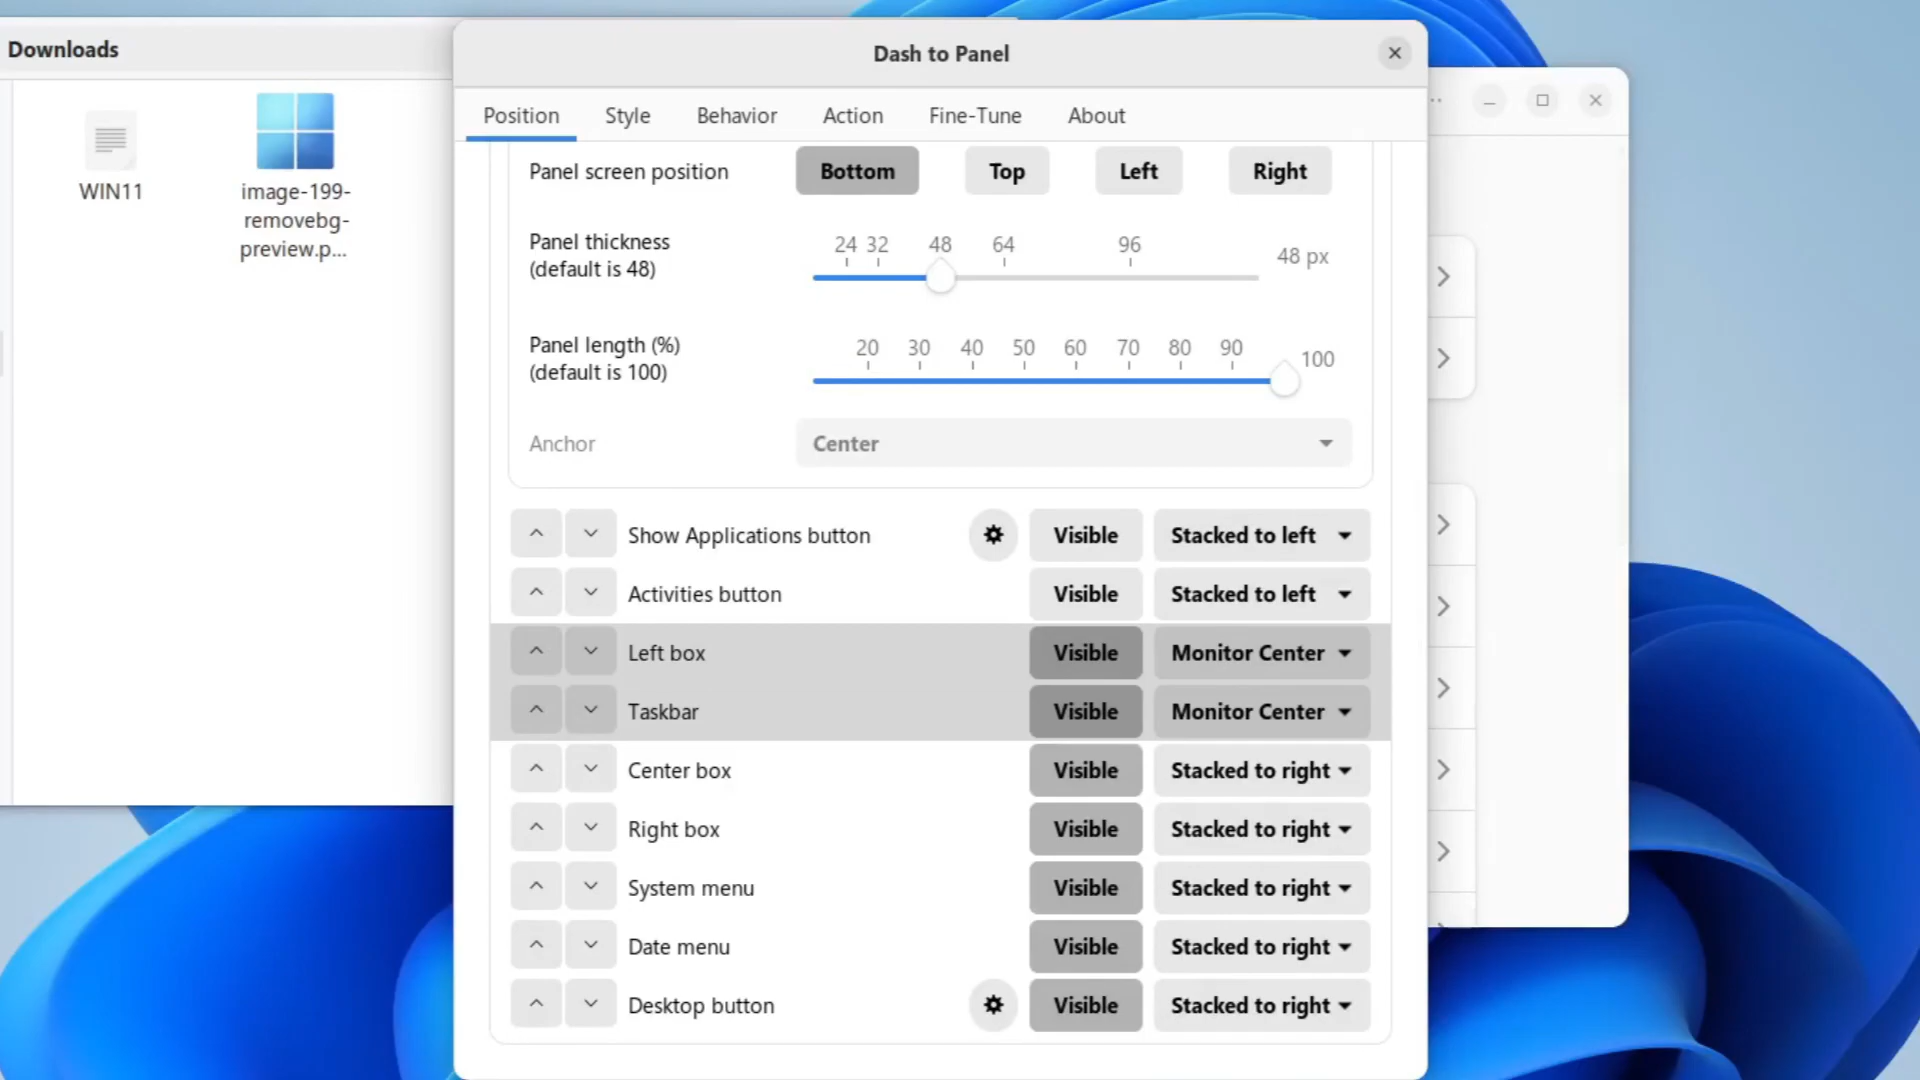 Downloads
WIN11
image-199-
removebg-
preview.p...
Dash to Panel
Position Style Behavior Action Fine-Tune About
Panel screen position Bottom Top Left Right
Panel thickness
(default is 48)
24 32 48 64 96
48 px
Panel length (%)
(default is 100)
20 30 40 50 60 70 80 90
100
Anchor Center
Show Applications button Visible Stacked to left
Activities button Visible Stacked to left
Left box Visible Monitor Center
Taskbar Visible Monitor Center
Center box Visible Stacked to right
Right box Visible Stacked to right
System menu Visible Stacked to right
Date menu Visible Stacked to right
Desktop button Visible Stacked to right